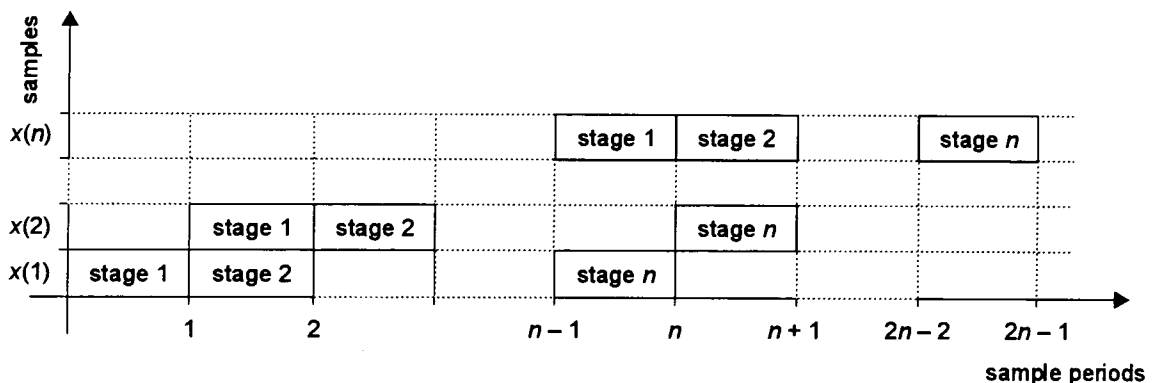 samples
x(n)
stage 1 stage 2 stage n
x(2)
stage 1 stage 2 stage n
x(1)
stage 1 stage 2 stage n
1 2 n – 1 n n + 1 2n – 2 2n – 1
sample periods